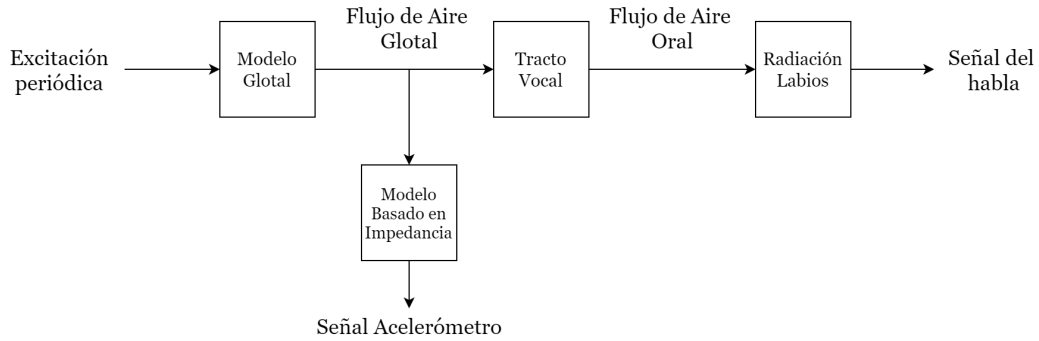 Excitación
periódica
Modelo
Glotal
Flujo de Aire
Glotal
Tracto
Vocal
Flujo de Aire
Oral
Radiación
Labios
Señal del
habla
Modelo
Basado en
Impedancia
Señal Acelerómetro